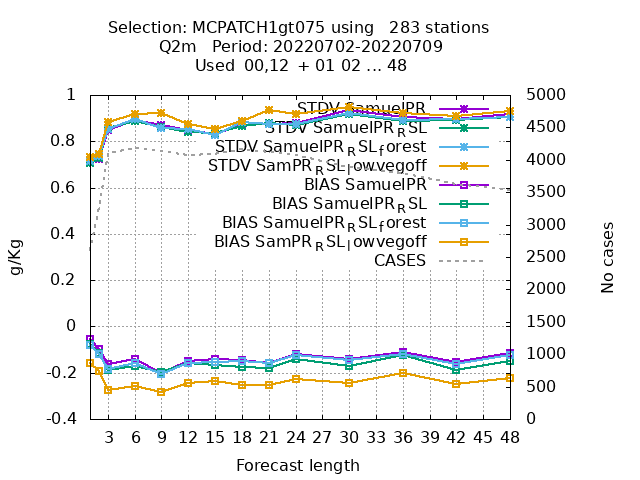 Selection: MCPATCH1gt075 using 283 stations
Q2m Period: 20220702-20220709
Used 00,12 + 01 02 ... 48
STDV SamuelPR
STDV SamuelPR_RSL
STDV SamuelPR_RSL_forest
STDV SamPR_RSL_lowvegoff
BIAS SamuelPR
BIAS SamuelPR_RSL
BIAS SamuelPR_RSL_forest
BIAS SamPR_RSL_lowvegoff
CASES
g/Kg
1
0.8
0.6
0.4
0.2
0
-0.2
-0.4
No cases
5000
4500
4000
3500
3000
2500
2000
1500
1000
500
0
3 6 9 12 15 18 21 24 27 30 33 36 39 42 45 48
Forecast length